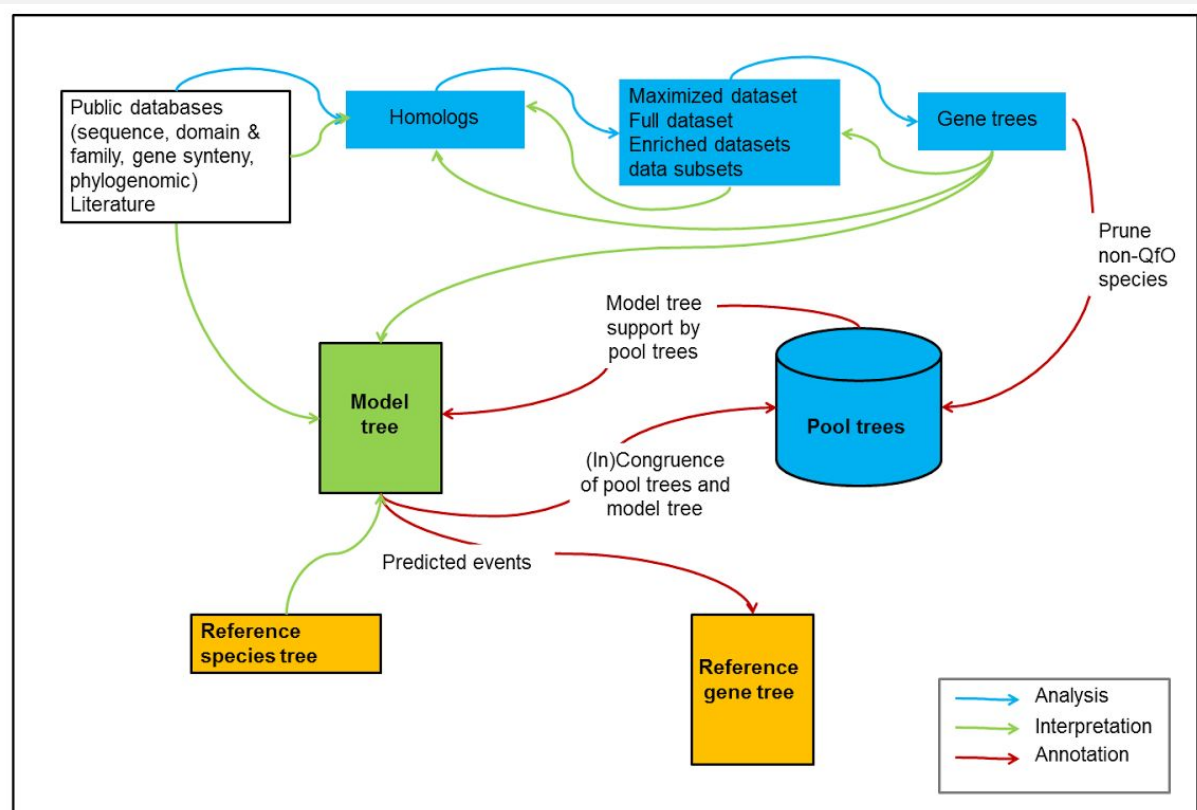 Public databases
(sequence, domain &
family, gene synteny,
phylogenomic)
Literature
Homologs
Maximized dataset
Full dataset
Enriched datasets
data subsets
Gene trees
Prune
non-QfO
species
Model tree
support by
pool trees
Model
tree
Pool trees
(In)Congruence
of pool trees and
model tree
Predicted events
Reference
species tree
Reference
gene tree
Analysis
Interpretation
Annotation